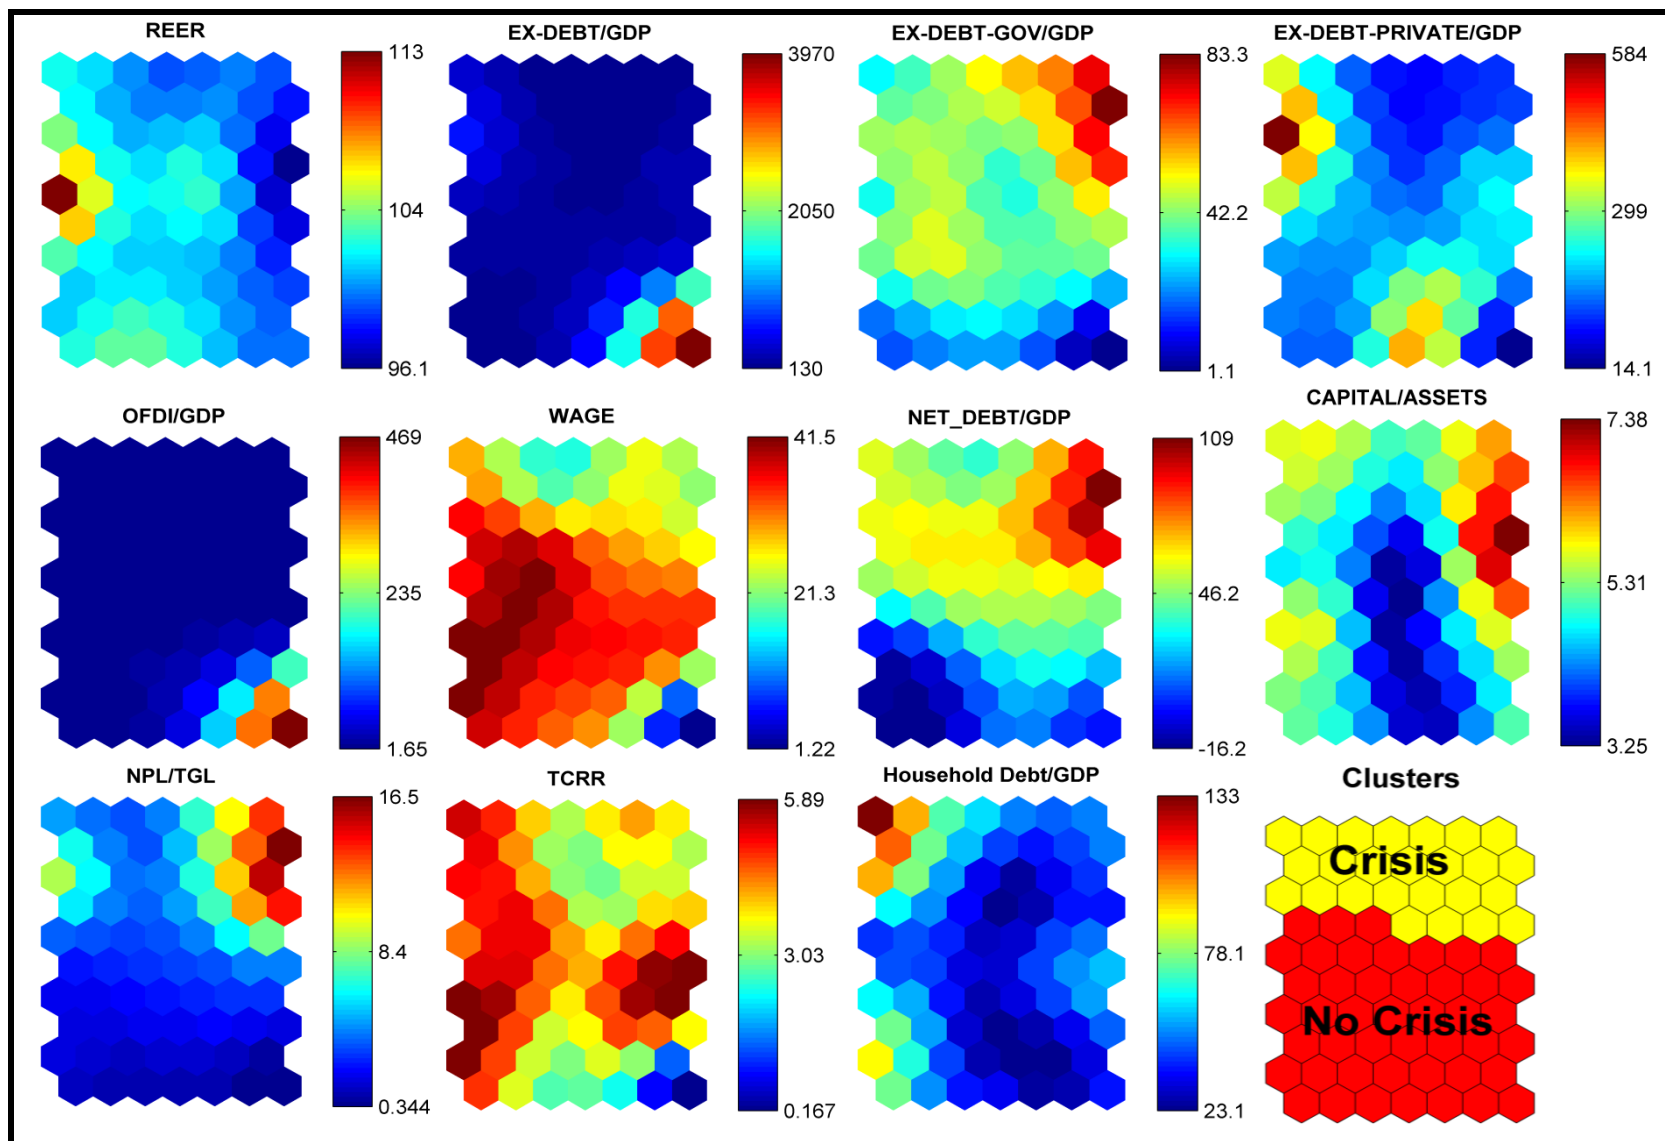 REER
113
104
96.1
EX-DEBT/GDP
3970
2050
130
EX-DEBT-GOV/GDP
83.3
42.2
1.1
EX-DEBT-PRIVATE/GDP
584
299
14.1
OFDI/GDP
469
235
1.65
WAGE
41.5
21.3
1.22
NET_DEBT/GDP
109
46.2
-16.2
CAPITAL/ASSETS
7.38
5.31
3.25
NPL/TGL
16.5
8.4
0.344
TCRR
5.89
3.03
0.167
Household Debt/GDP
133
78.1
23.1
Clusters
Crisis
No Crisis